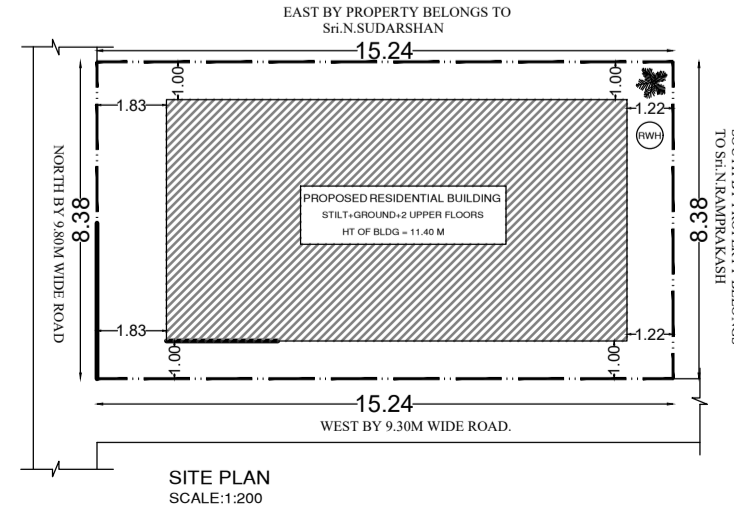 EAST BY PROPERTY BELONGS TO
Sri.N.SUDARSHAN
15.24
1.00
1.00
1.83
1.22
RWH
NORTH BY 9.80M WIDE ROAD
8.38
PROPOSED RESIDENTIAL BUILDING
STILT+GROUND+2 UPPER FLOORS
HT OF BLDG = 11.40 M
8.38
TO Sri.N.RAMPRAKASH
1.83
1.22
1.00
1.00
15.24
WEST BY 9.30M WIDE ROAD.
SITE PLAN
SCALE:1:200